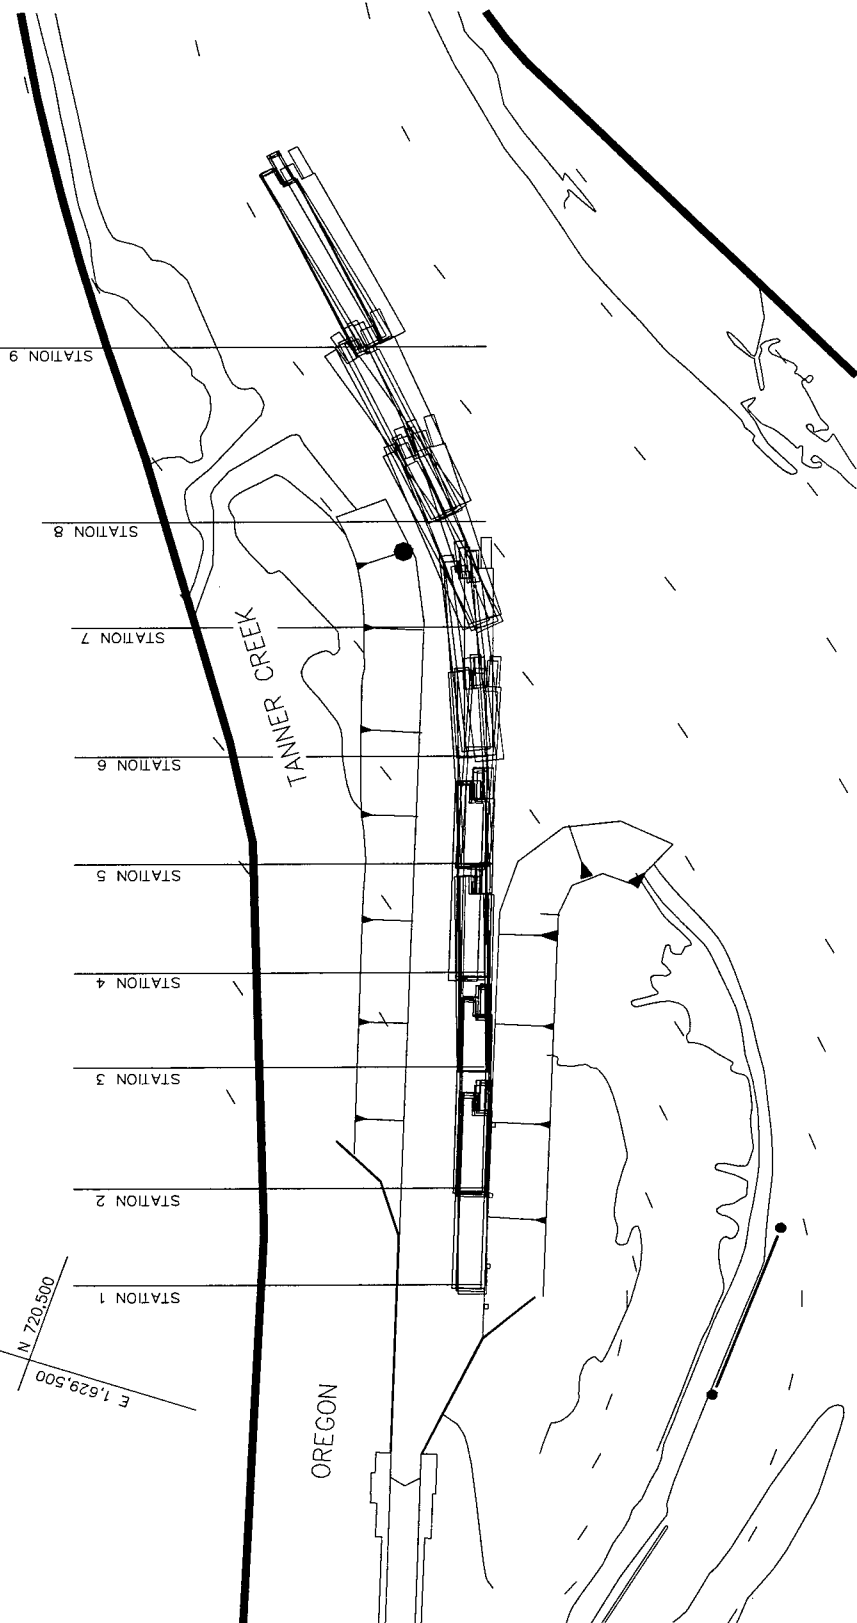 STATION 9
STATION 8
STATION 7
TANNER CREEK
STATION 6
STATION 5
STATION 4
STATION 3
STATION 2
STATION 1
N 720,500
E 1,629,500
OREGON